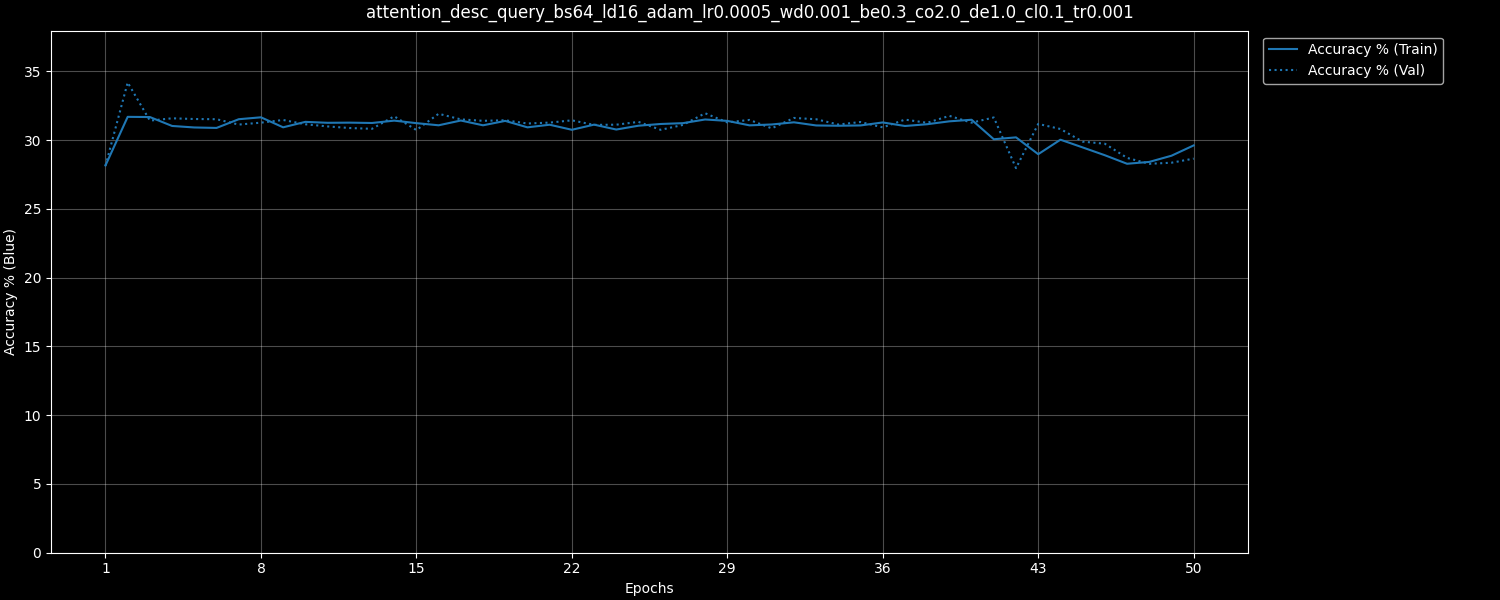 attention_desc_query_bs64_ld16_adam_lr0.0005_wd0.001_be0.3_co2.0_de1.0_cl0.1_tr0.001
Accuracy % (Train)
Accuracy % (Val)
Accuracy % (Blue)
35
30
25
20
15
10
5
0
1 8 15 22 29 36 43 50
Epochs